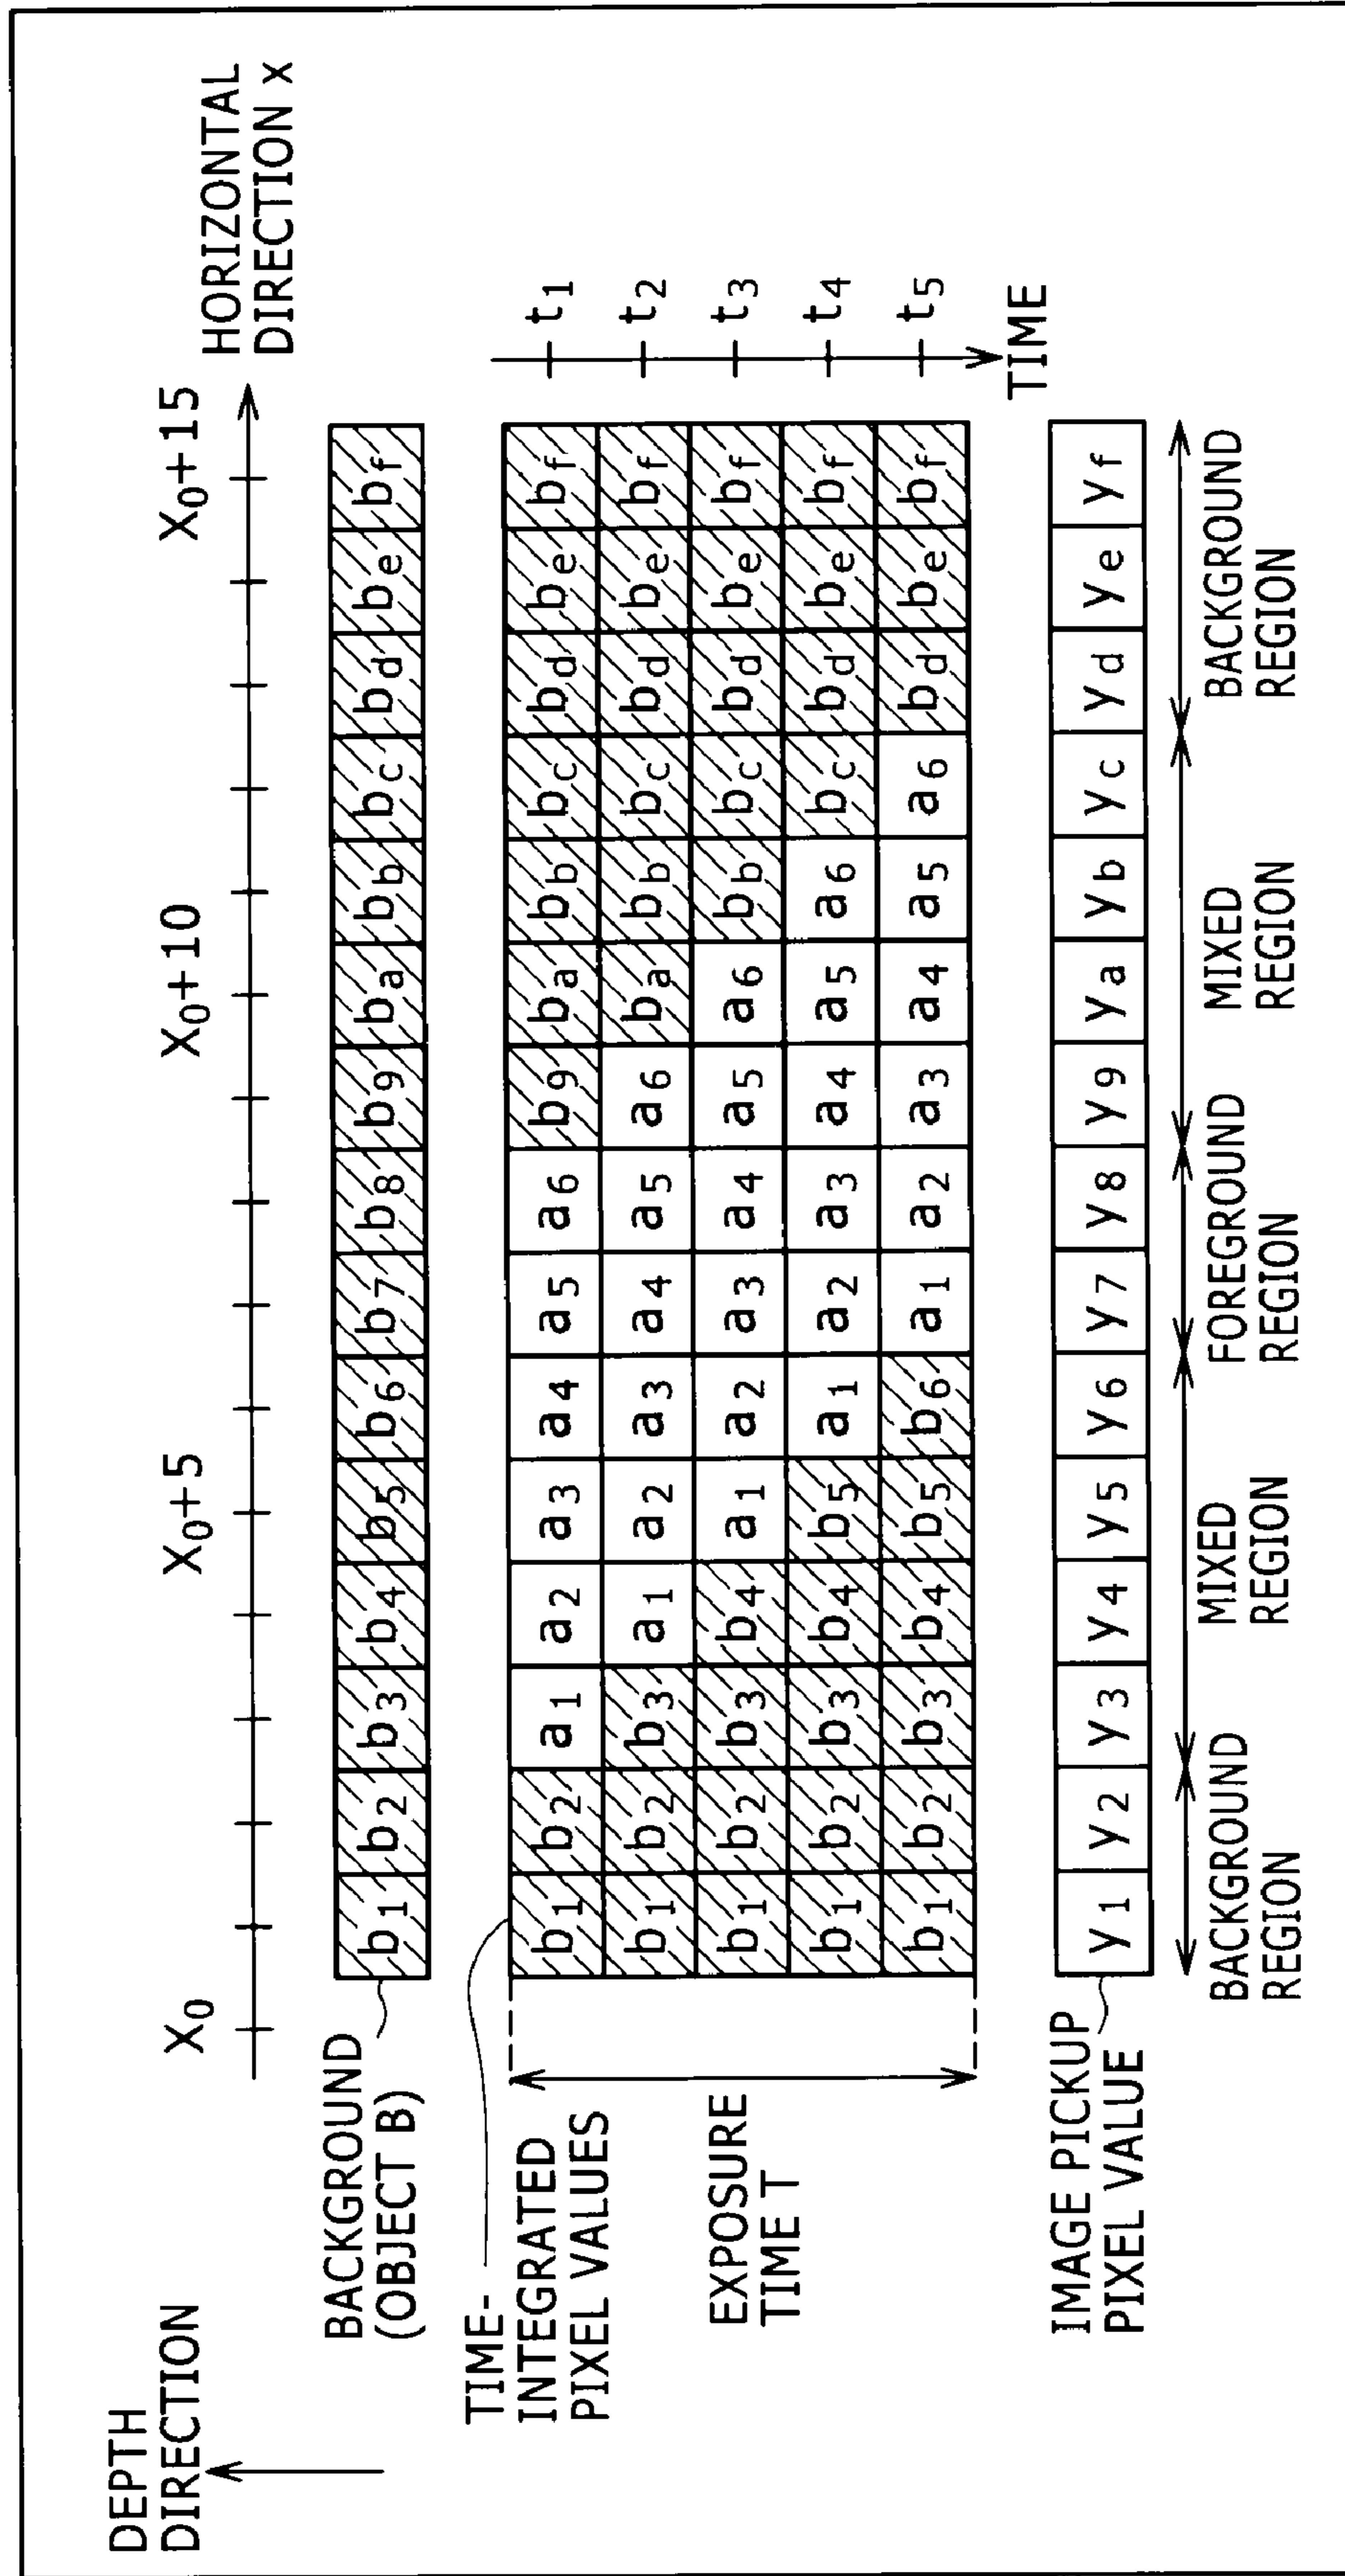 DEPTH
DIRECTION
X0 X0+5 X0+10 X0+15
HORIZONTAL
DIRECTION x
BACKGROUND
(OBJECT B)
b1 b2 b3 b4 b5 b6 b7 b8 b9 ba bb bc bd be bf
TIME-
INTEGRATED
PIXEL VALUES
b1 b2 a1 a2 a3 a4 a5 a6 b9 ba bb bc bd be bf t1
b1 b2 b3 a1 a2 a3 a4 a5 a6 ba bb bc bd be bf t2
b1 b2 b3 b4 a1 a2 a3 a4 a5 a6 bb bc bd be bf t3
b1 b2 b3 b4 b5 a1 a2 a3 a4 a5 a6 bc bd be bf t4
b1 b2 b3 b4 b5 b6 a1 a2 a3 a4 a5 a6 bd be bf t5
EXPOSURE
TIME T
TIME
IMAGE PICKUP
PIXEL VALUE
y1 y2 y3 y4 y5 y6 y7 y8 y9 ya yb yc yd ye yf
BACKGROUND
REGION
MIXED
REGION
FOREGROUND
REGION
MIXED
REGION
BACKGROUND
REGION